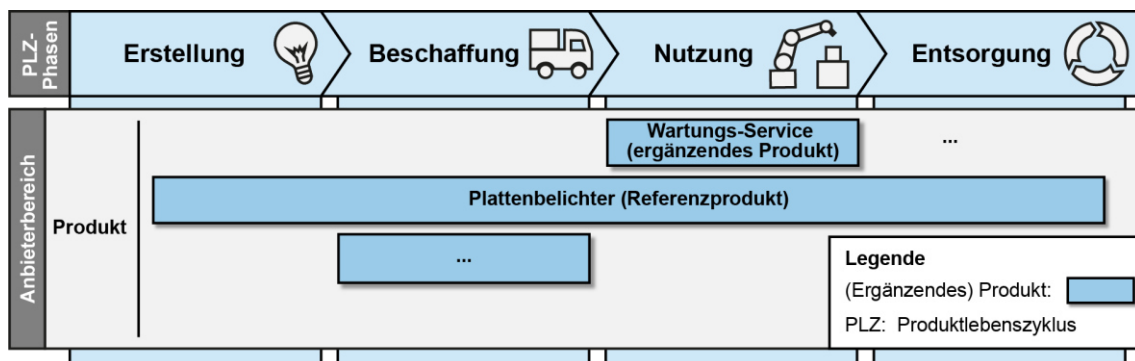 PLZ-
Phasen
Erstellung
Beschaffung
Nutzung
Entsorgung
Anbieterbereich
Produkt
Wartungs-Service
(ergänzendes Produkt)
...
Plattenbelichter (Referenzprodukt)
...
Legende
(Ergänzendes) Produkt:
PLZ: Produktlebenszyklus